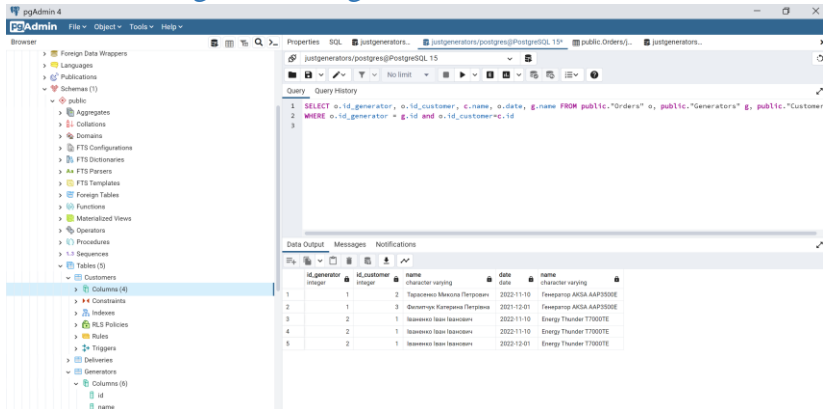 pgAdmin 4
pgAdmin File Object Tools Help
Browser
Properties SQL justgenerators... justgenerators/postgres@PostgreSQL 15* public.Orders/j... justgenerators...
justgenerators/postgres@PostgreSQL 15
No limit
Query Query History
1 SELECT o.id_generator, o.id_customer, c.name, o.date, g.name FROM public."Orders" o, public."Generators" g, public."Customer
2 WHERE o.id_generator = g.id and o.id_customer=c.id
3
Foreign Data Wrappers
Languages
Publications
Schemas (1)
public
Aggregates
Collations
Domains
FTS Configurations
FTS Dictionaries
FTS Parsers
FTS Templates
Foreign Tables
Functions
Materialized Views
Operators
Procedures
Sequences
Tables (5)
Customers
Columns (4)
Constraints
Indexes
RLS Policies
Rules
Triggers
Deliveries
Generators
Columns (6)
id
name
Data Output Messages Notifications
id_generator integer id_customer integer name character varying date date name character varying
1 1 2 Тарасенко Микола Петрович 2022-11-10 Генератор AKSA AAP3500E
2 1 3 Филипчук Катерина Петрівна 2021-12-01 Генератор AKSA AAP3500E
3 2 1 Іваненко Іван Іванович 2022-11-10 Energy Thunder T7000TE
4 2 1 Іваненко Іван Іванович 2022-11-10 Energy Thunder T7000TE
5 2 1 Іваненко Іван Іванович 2022-12-01 Energy Thunder T7000TE